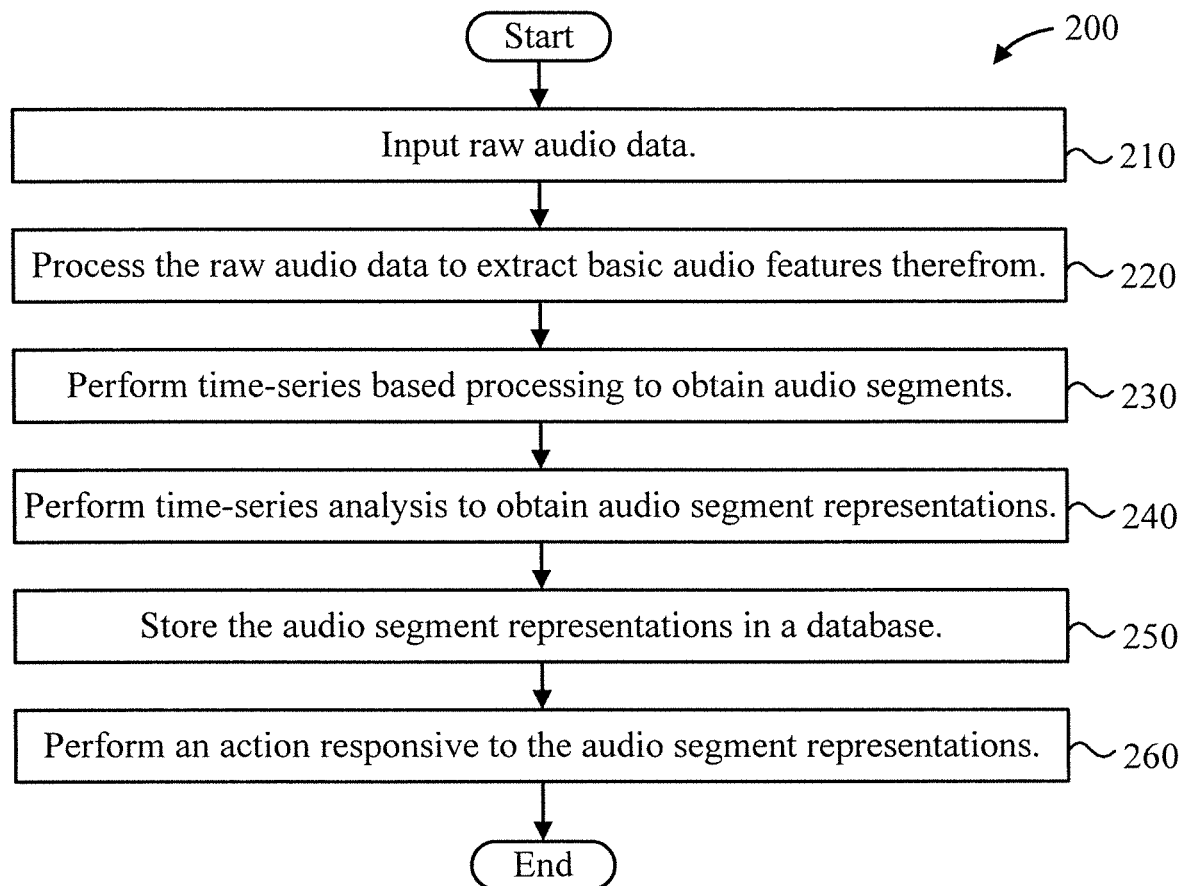 Start
200
Input raw audio data.
210
Process the raw audio data to extract basic audio features therefrom.
220
Perform time-series based processing to obtain audio segments.
230
Perform time-series analysis to obtain audio segment representations.
240
Store the audio segment representations in a database.
250
Perform an action responsive to the audio segment representations.
260
End